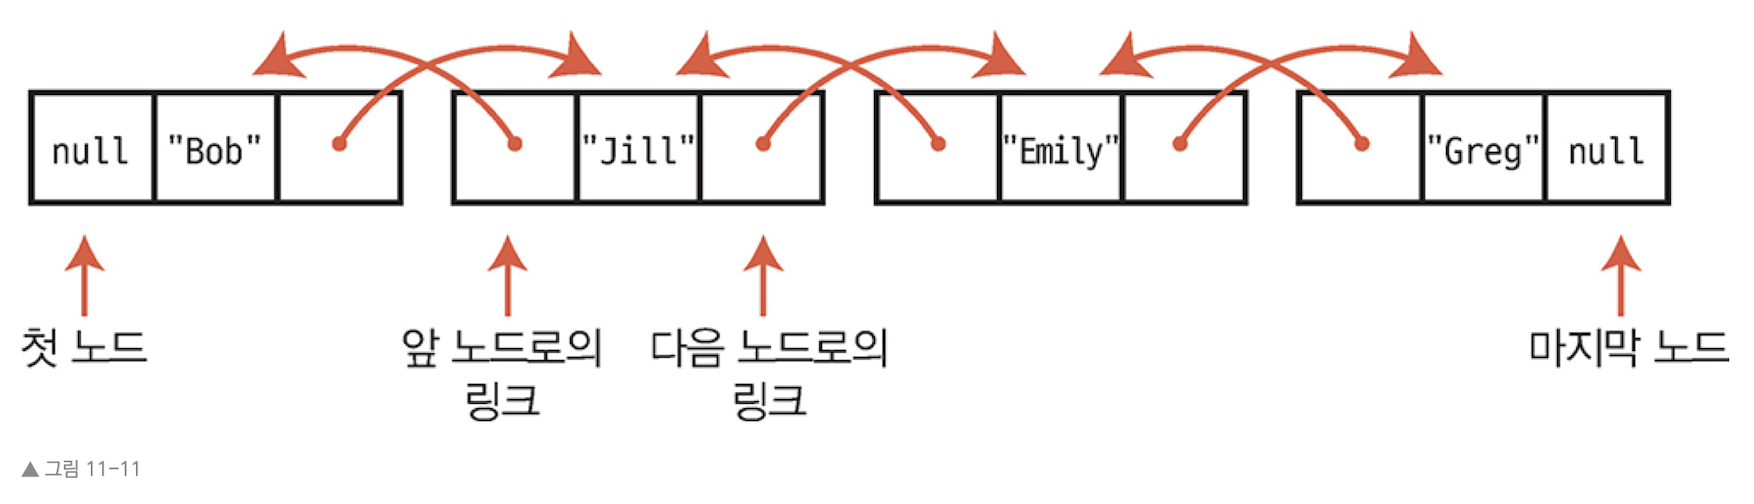 null "Bob" "Jill" "Emily" "Greg" null
첫 노드
앞 노드로의
링크
다음 노드로의
링크
마지막 노드
▲ 그림 11-11